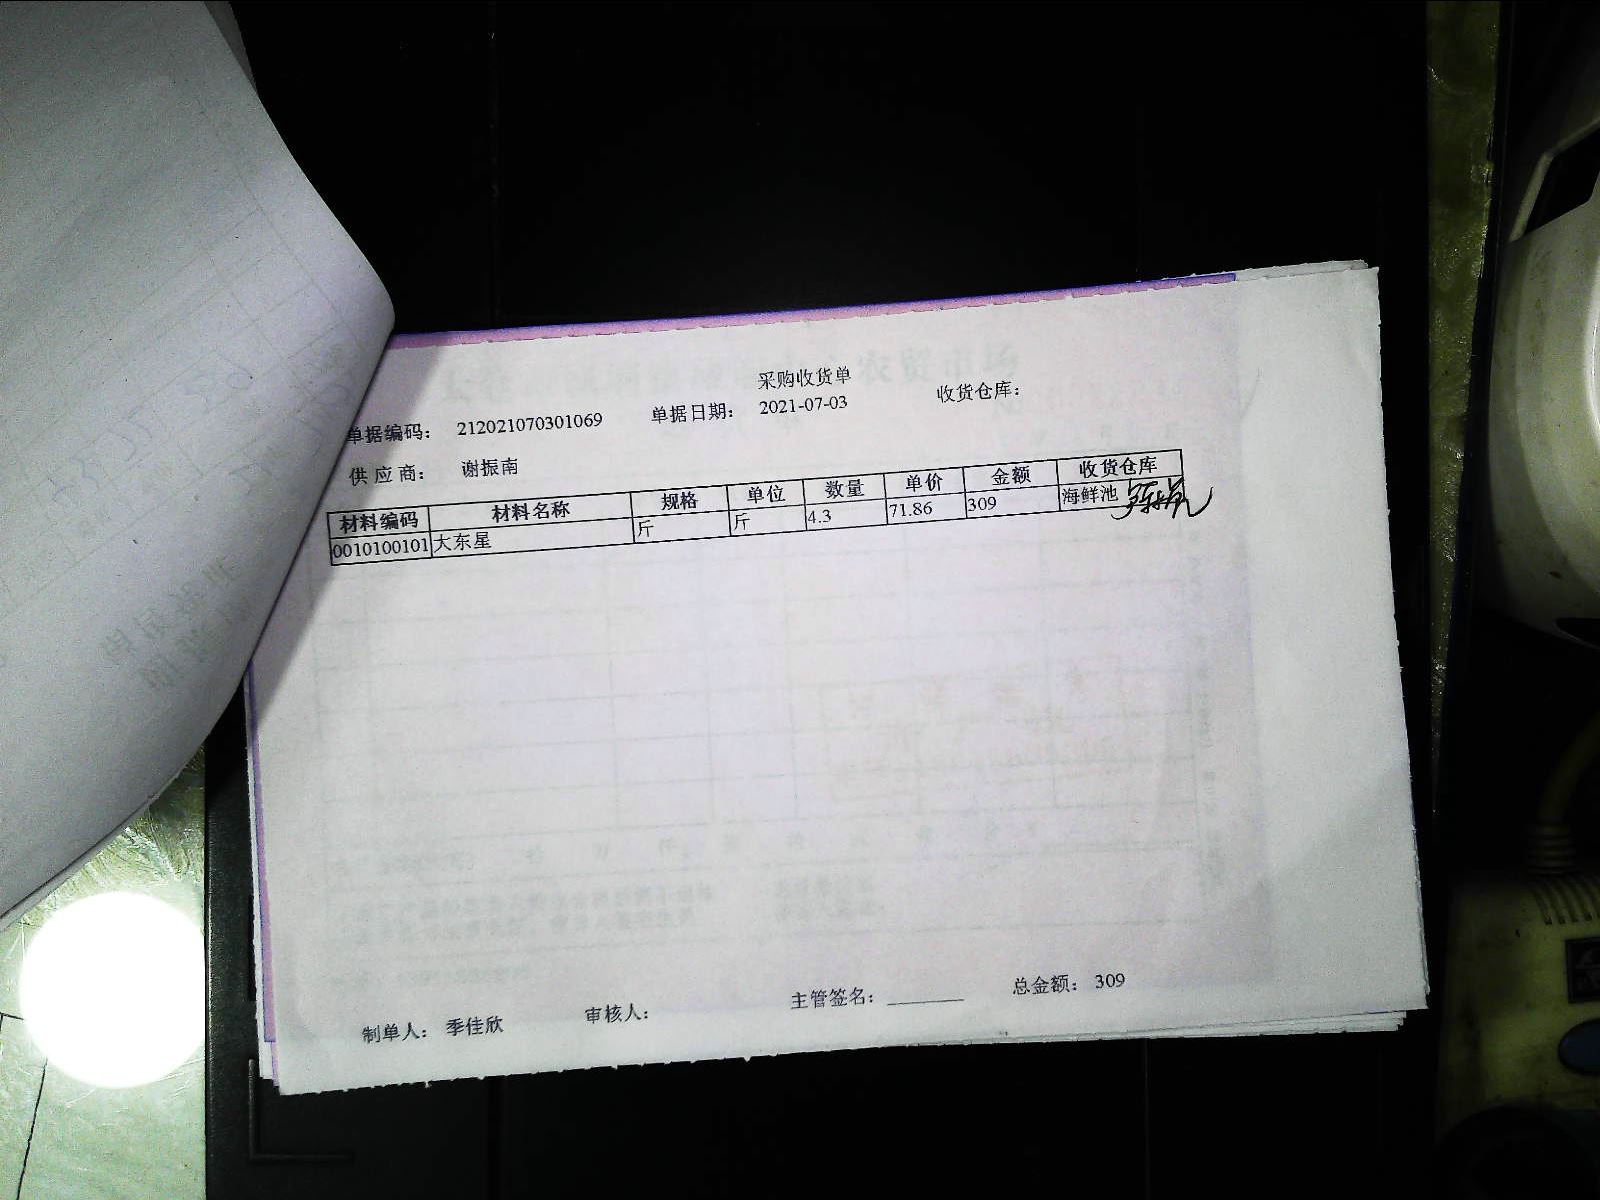 采购收货单
单据编码： 212021070301069 单据日期： 2021-07-03 收货仓库：
供应商： 谢振南
材料编码 材料名称 规格 单位 数量 单价 金额 收货仓库
0010100101 大东星 斤 斤 4.3 71.86 309 海鲜池
制单人： 季佳欣 审核人： 主管签名： ________ 总金额： 309